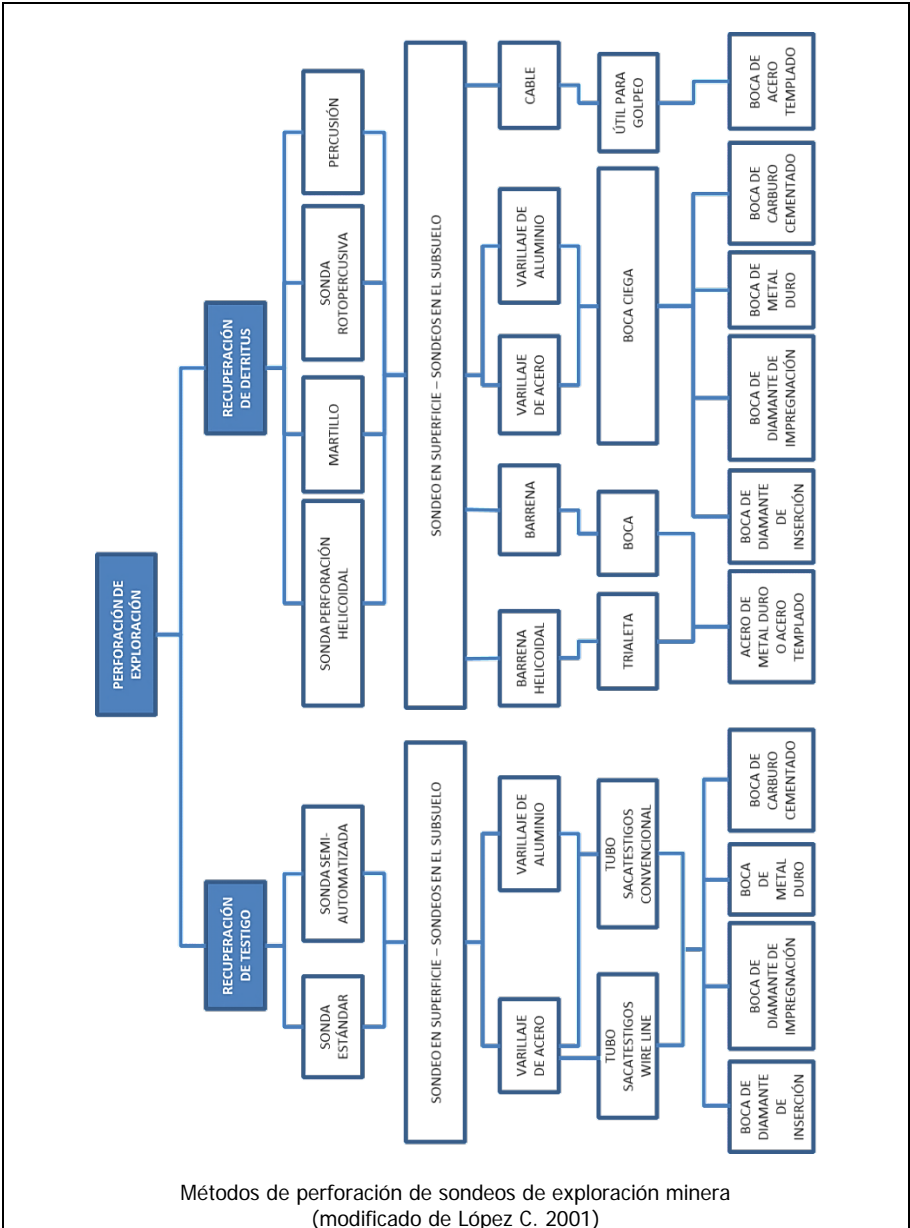 PERFORACIÓN DE
EXPLORACIÓN
RECUPERACIÓN
DE TESTIGO
RECUPERACIÓN
DE DETRITUS
SONDA
ESTÁNDAR
SONDA SEMI-
AUTOMATIZADA
SONDA PERFORACIÓN
HELICOIDAL
MARTILLO
SONDA
ROTOPERCUSIVA
PERCUSIÓN
SONDEO EN SUPERFICIE – SONDEOS EN EL SUBSUELO
SONDEO EN SUPERFICIE – SONDEOS EN EL SUBSUELO
VARILLAJE
DE ACERO
VARILLAJE DE
ALUMINIO
BARRENA
HELICOIDAL
BARRENA
VARILLAJE
DE ACERO
VARILLAJE DE
ALUMINIO
CABLE
TUBO
SACATESTIGOS
WIRE LINE
TUBO
SACATESTIGOS
CONVENCIONAL
TRIALETA
BOCA
BOCA CIEGA
ÚTIL PARA
GOLPEO
BOCA DE
DIAMANTE
DE
INSERCIÓN
BOCA DE
DIAMANTE DE
IMPREGNACIÓN
BOCA
DE
METAL
DURO
BOCA DE
CARBURO
CEMENTADO
ACERO DE
METAL DURO
O ACERO
TEMPLADO
BOCA DE
DIAMANTE
DE
INSERCIÓN
BOCA DE
DIAMANTE DE
IMPREGNACIÓN
BOCA DE
METAL
DURO
BOCA DE
CARBURO
CEMENTADO
BOCA DE
ACERO
TEMPLADO
Métodos de perforación de sondeos de exploración minera
(modificado de López C. 2001)